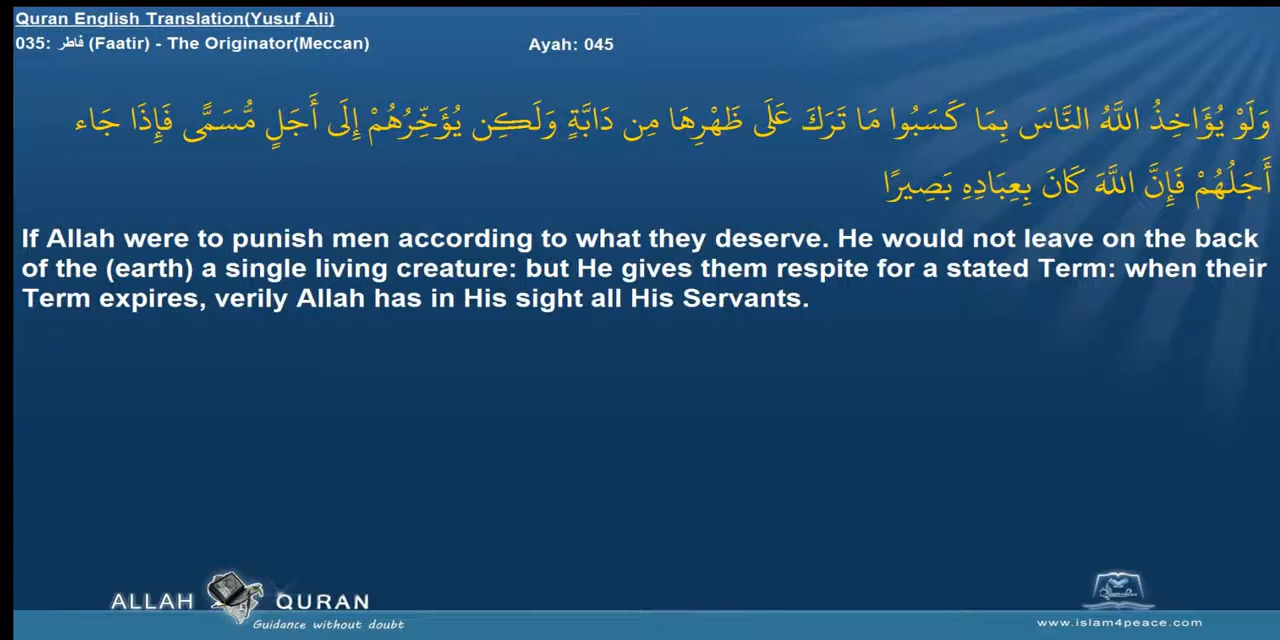 Quran English Translation(Yusuf Ali)
035: فاطر (Faatir) - The Originator(Meccan)
Ayah: 045
وَلَوْ يُؤَاخِذُ اللَّهُ النَّاسَ بِمَا كَسَبُوا مَا تَرَكَ عَلَى ظَهْرِهَا مِن دَابَّةٍ وَلَكِن يُؤَخِّرُهُمْ إِلَى أَجَلٍ مُّسَمًّى فَإِذَا جَاء
أَجَلُهُمْ فَإِنَّ اللَّهَ كَانَ بِعِبَادِهِ بَصِيرًا
If Allah were to punish men according to what they deserve. He would not leave on the back
of the (earth) a single living creature: but He gives them respite for a stated Term: when their
Term expires, verily Allah has in His sight all His Servants.
ALLAH QURAN
Guidance without doubt
www.islam4peace.com